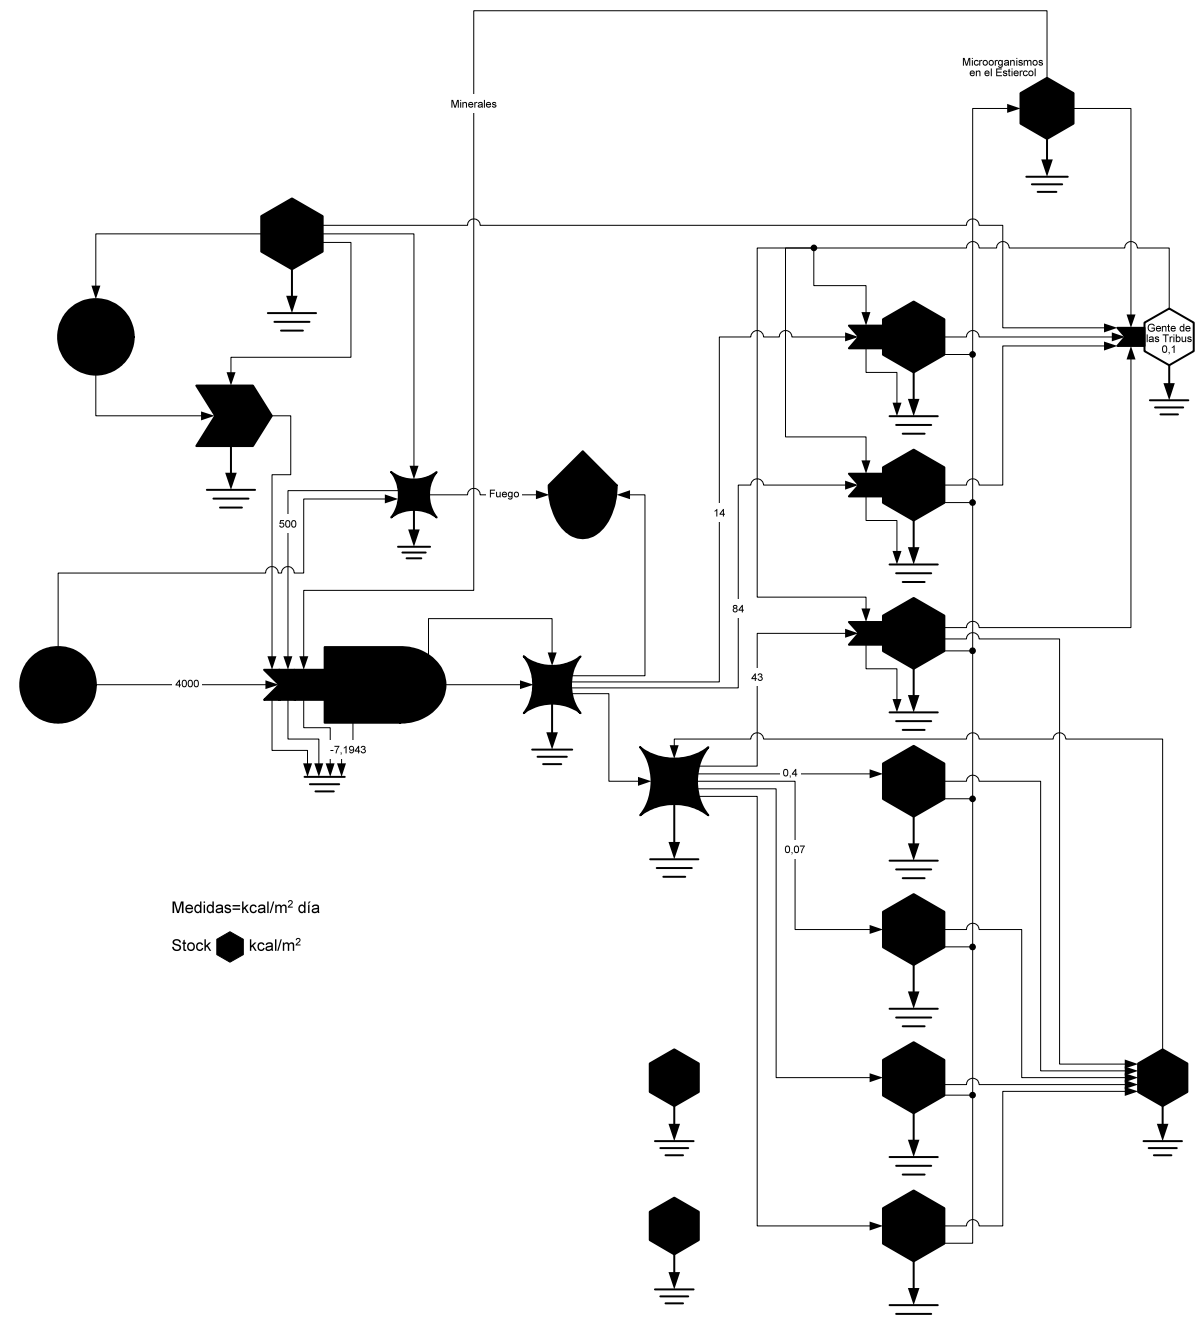 Microorganismos
en el Estiercol
Minerales
Gente de
las Tribus
0,1
Fuego
500
14
84
4000
43
-7,1943
0,4
0,07
Medidas=kcal/m² día
Stock kcal/m²